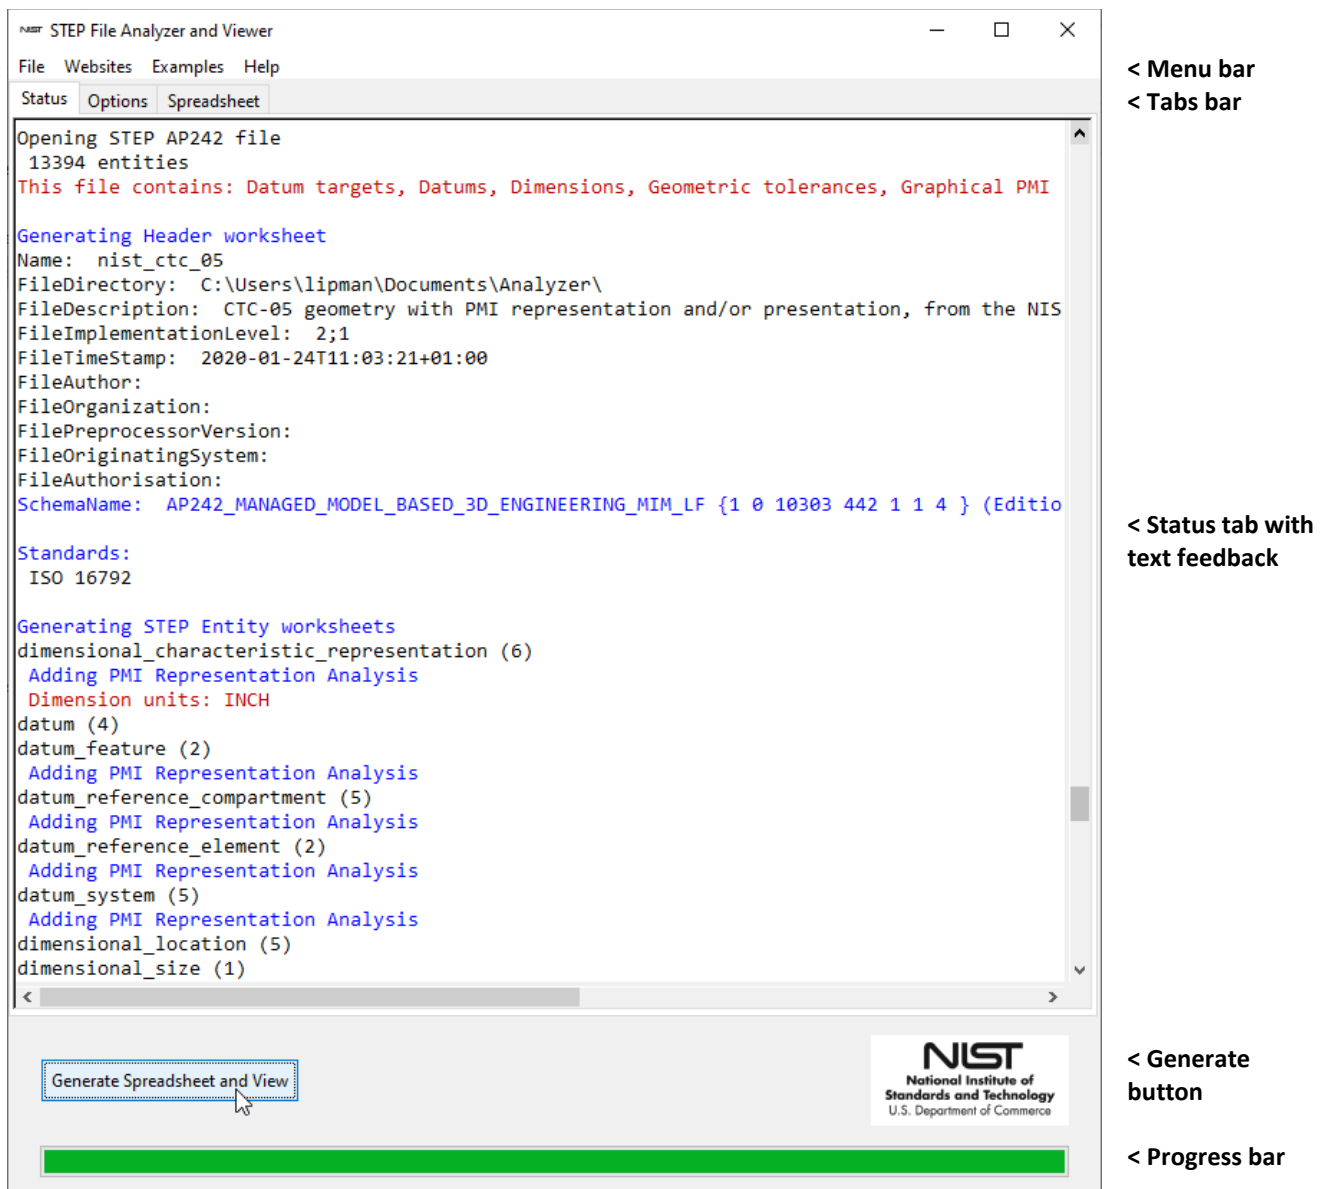 NIST STEP File Analyzer and Viewer
File Websites Examples Help
< Menu bar
Status Options Spreadsheet
< Tabs bar
Opening STEP AP242 file
13394 entities
This file contains: Datum targets, Datums, Dimensions, Geometric tolerances, Graphical PMI
Generating Header worksheet
Name:  nist_ctc_05
FileDirectory:  C:\Users\lipman\Documents\Analyzer\
FileDescription:  CTC-05 geometry with PMI representation and/or presentation, from the NIS
FileImplementationLevel:  2;1
FileTimeStamp:  2020-01-24T11:03:21+01:00
FileAuthor:
FileOrganization:
FilePreprocessorVersion:
FileOriginatingSystem:
FileAuthorisation:
SchemaName:  AP242_MANAGED_MODEL_BASED_3D_ENGINEERING_MIM_LF {1 0 10303 442 1 1 4 } (Editio
< Status tab with
text feedback
Standards:
ISO 16792
Generating STEP Entity worksheets
dimensional_characteristic_representation (6)
Adding PMI Representation Analysis
Dimension units: INCH
datum (4)
datum_feature (2)
Adding PMI Representation Analysis
datum_reference_compartment (5)
Adding PMI Representation Analysis
datum_reference_element (2)
Adding PMI Representation Analysis
datum_system (5)
Adding PMI Representation Analysis
dimensional_location (5)
dimensional_size (1)
Generate Spreadsheet and View
NIST
National Institute of
Standards and Technology
U.S. Department of Commerce
< Generate
button
< Progress bar